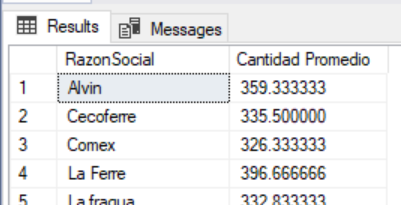 Results Messages
RazonSocial Cantidad Promedio
1 Alvin 359.333333
2 Cecoferre 335.500000
3 Comex 326.333333
4 La Ferre 396.666666
5 La fragua 332.833333